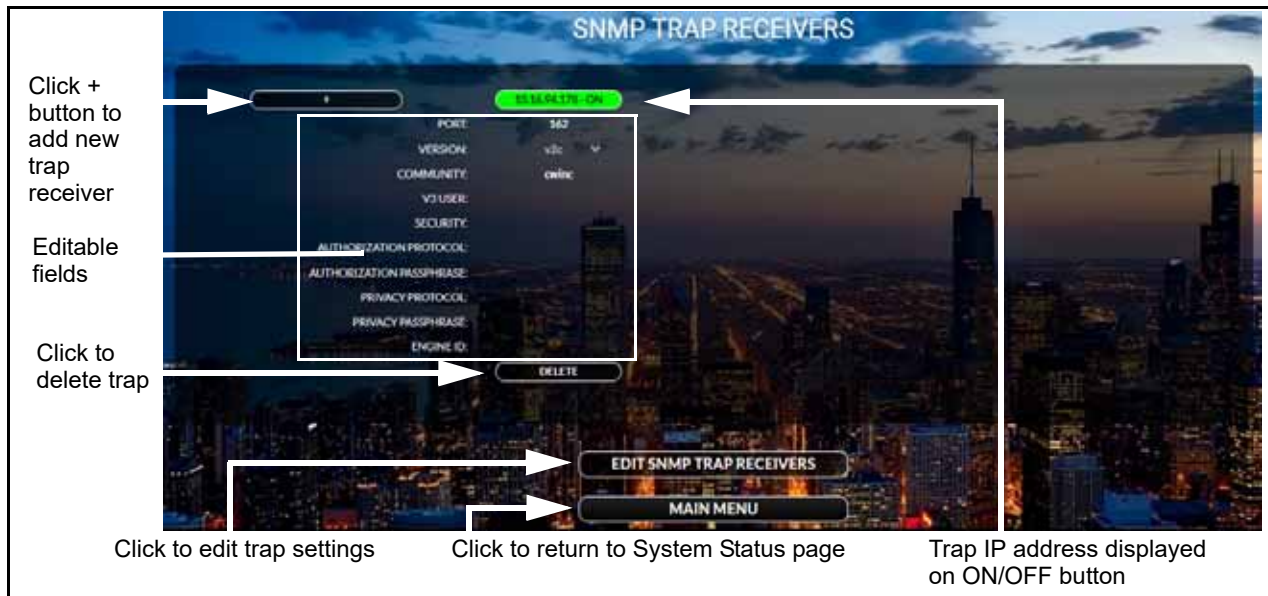 SNMP TRAP RECEIVERS
Click +
button to
add new
trap
receiver
+
- ON
PORT: 162
VERSION: v2c
COMMUNITY: cwinc
V3 USER:
SECURITY:
Editable
fields
AUTHORIZATION PROTOCOL:
AUTHORIZATION PASSPHRASE:
PRIVACY PROTOCOL:
PRIVACY PASSPHRASE:
ENGINE ID:
Click to
delete trap
DELETE
EDIT SNMP TRAP RECEIVERS
MAIN MENU
Click to edit trap settings
Click to return to System Status page
Trap IP address displayed
on ON/OFF button